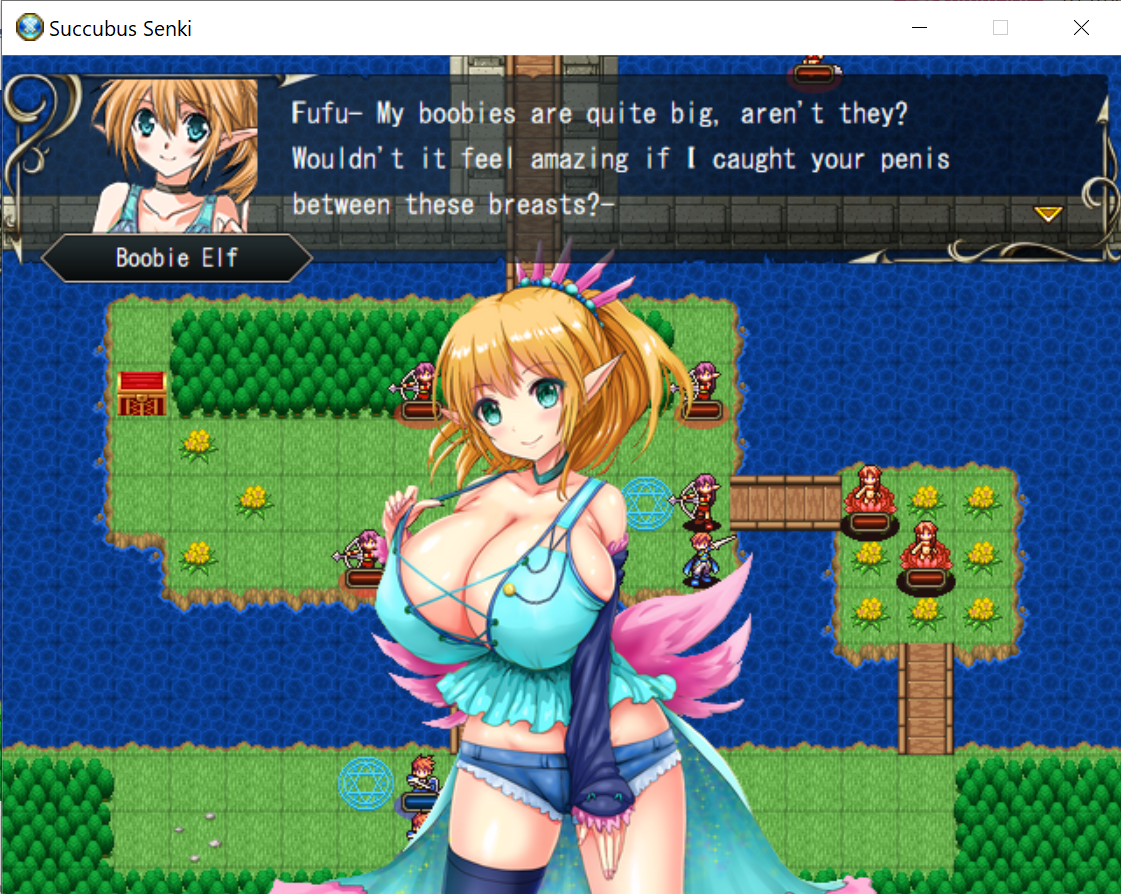 Succubus Senki
Fufu— My boobies are quite big, aren't they?
Wouldn't it feel amazing if I caught your penis
between these breasts?—
Boobie Elf